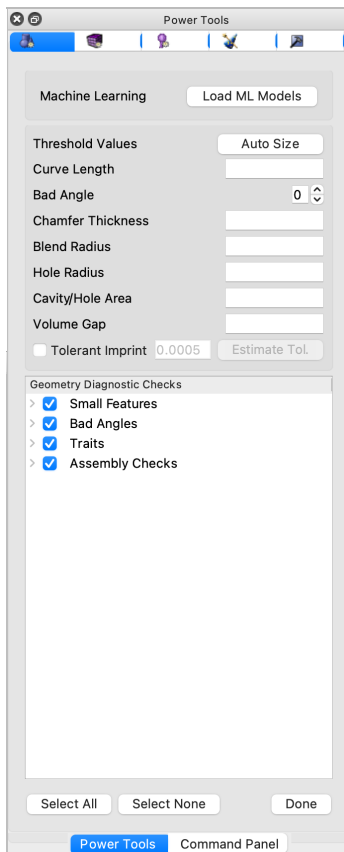 Power Tools
Machine Learning Load ML Models
Threshold Values Auto Size
Curve Length
Bad Angle 0
Chamfer Thickness
Blend Radius
Hole Radius
Cavity/Hole Area
Volume Gap
Tolerant Imprint 0.0005 Estimate Tol.
Geometry Diagnostic Checks
Small Features
Bad Angles
Traits
Assembly Checks
Select All Select None Done
Power Tools Command Panel